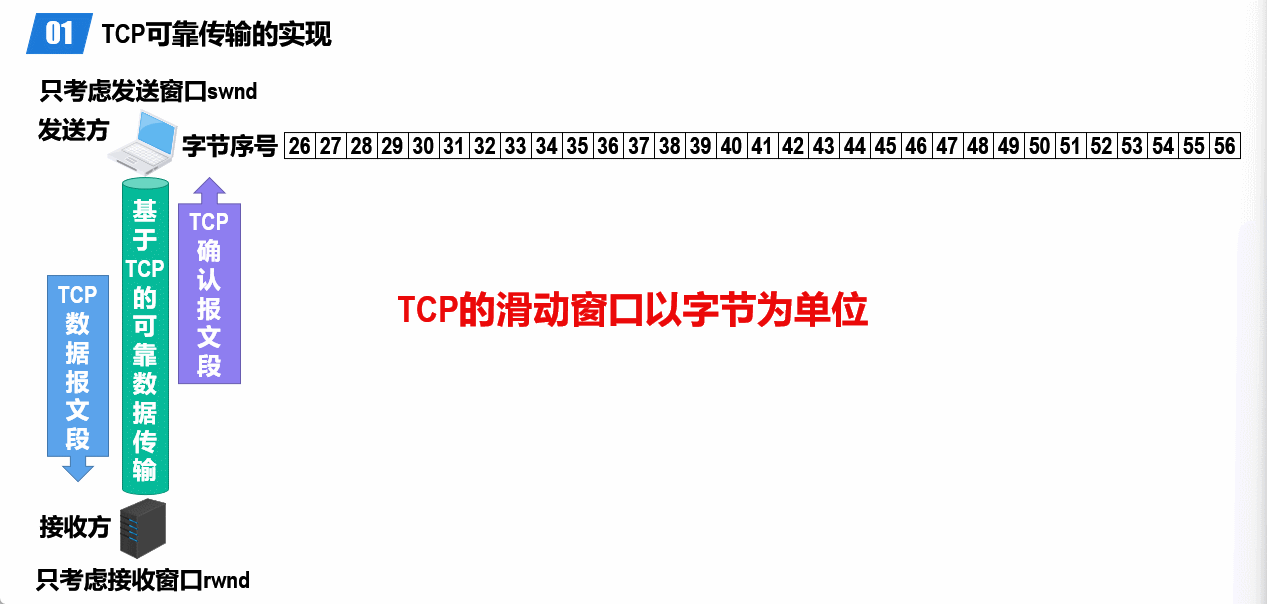 01 TCP可靠传输的实现
只考虑发送窗口swnd
发送方
字节序号 26 27 28 29 30 31 32 33 34 35 36 37 38 39 40 41 42 43 44 45 46 47 48 49 50 51 52 53 54 55 56
TCP数据报文段
基于TCP的可靠数据传输
TCP确认报文段
TCP的滑动窗口以字节为单位
接收方
只考虑接收窗口rwnd